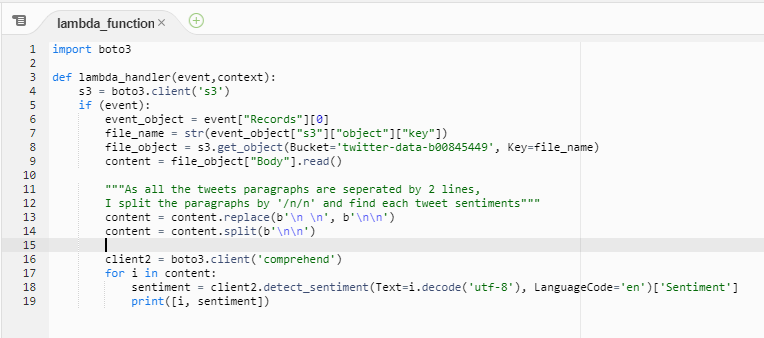 lambda_function ×
1 import boto3
2
3 def lambda_handler(event,context):
4     s3 = boto3.client('s3')
5     if (event):
6         event_object = event["Records"][0]
7         file_name = str(event_object["s3"]["object"]["key"])
8         file_object = s3.get_object(Bucket='twitter-data-b00845449', Key=file_name)
9         content = file_object["Body"].read()
10
11         """As all the tweets paragraphs are seperated by 2 lines,
12         I split the paragraphs by '/n/n' and find each tweet sentiments"""
13         content = content.replace(b'\n \n', b'\n\n')
14         content = content.split(b'\n\n')
15
16         client2 = boto3.client('comprehend')
17         for i in content:
18             sentiment = client2.detect_sentiment(Text=i.decode('utf-8'), LanguageCode='en')['Sentiment']
19             print([i, sentiment])